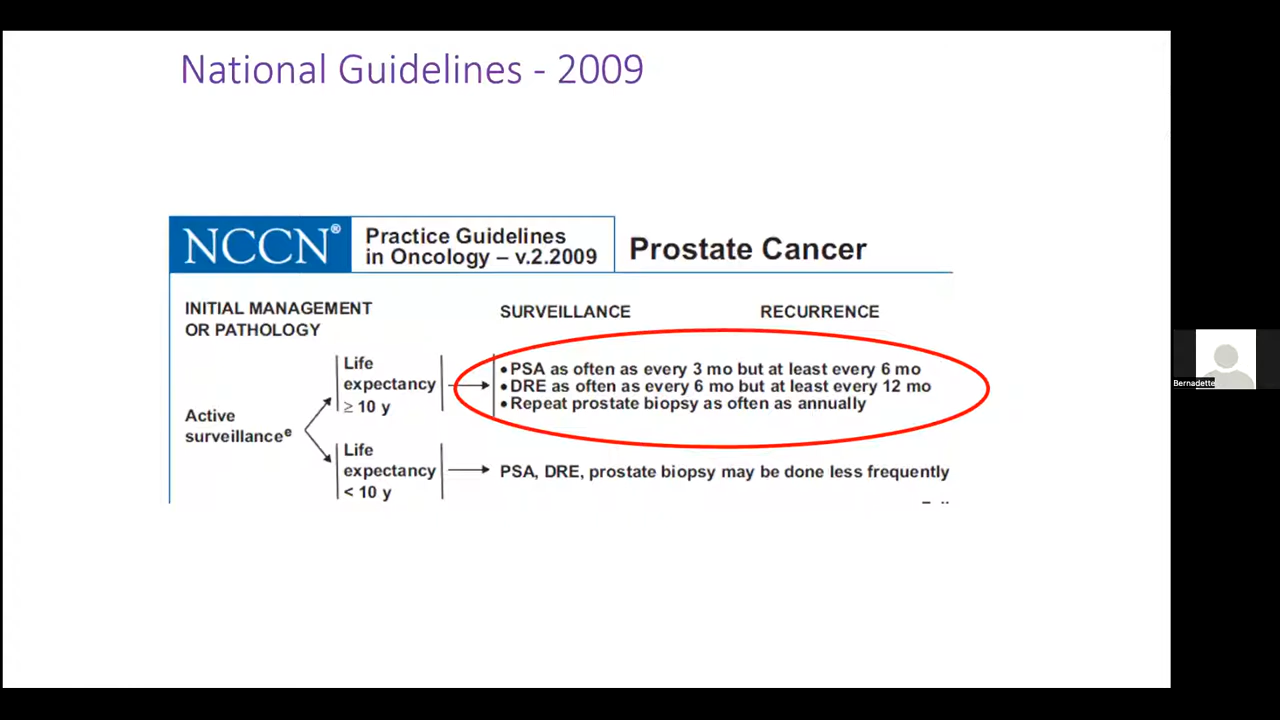 National Guidelines - 2009
NCCN®
Practice Guidelines
in Oncology – v.2.2009
Prostate Cancer
INITIAL MANAGEMENT
OR PATHOLOGY
SURVEILLANCE
RECURRENCE
Active
surveillanceᵉ
Life
expectancy
≥ 10 y
• PSA as often as every 3 mo but at least every 6 mo
• DRE as often as every 6 mo but at least every 12 mo
• Repeat prostate biopsy as often as annually
Life
expectancy
< 10 y
PSA, DRE, prostate biopsy may be done less frequently
Bernadette